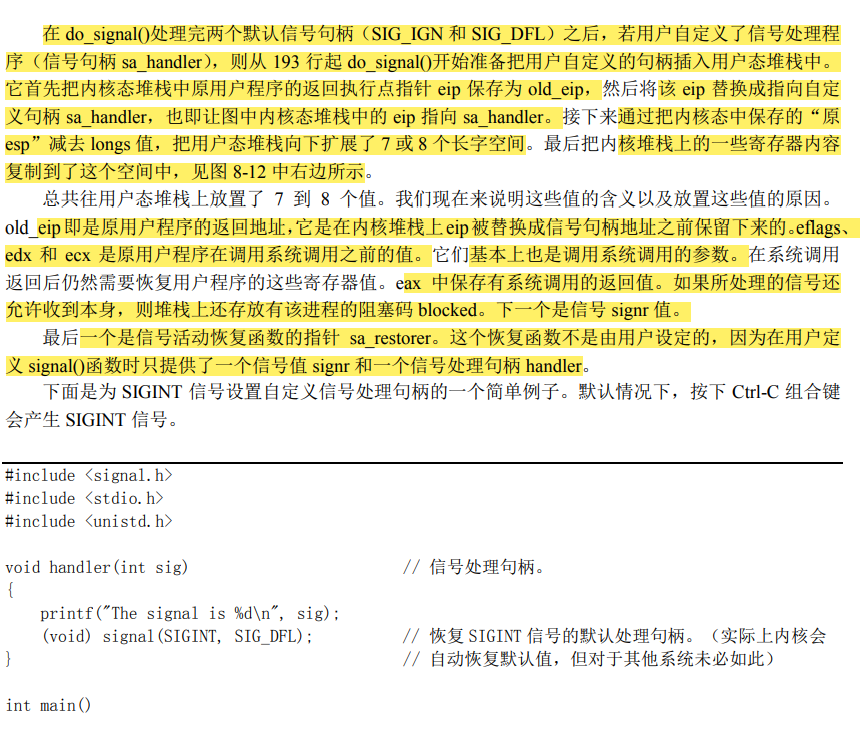 在 do_signal()处理完两个默认信号句柄（SIG_IGN 和 SIG_DFL）之后，若用户自定义了信号处理程
序（信号句柄 sa_handler），则从 193 行起 do_signal()开始准备把用户自定义的句柄插入用户态堆栈中。
它首先把内核态堆栈中原用户程序的返回执行点指针 eip 保存为 old_eip，然后将该 eip 替换成指向自定
义句柄 sa_handler，也即让图中内核态堆栈中的 eip 指向 sa_handler。接下来通过把内核态中保存的“原
esp”减去 longs 值，把用户态堆栈向下扩展了 7 或 8 个长字空间。最后把内核堆栈上的一些寄存器内容
复制到了这个空间中，见图 8-12 中右边所示。
总共往用户态堆栈上放置了 7 到 8 个值。我们现在来说明这些值的含义以及放置这些值的原因。
old_eip 即是原用户程序的返回地址，它是在内核堆栈上 eip 被替换成信号句柄地址之前保留下来的。eflags、
edx 和 ecx 是原用户程序在调用系统调用之前的值。它们基本上也是调用系统调用的参数。在系统调用
返回后仍然需要恢复用户程序的这些寄存器值。eax 中保存有系统调用的返回值。如果所处理的信号还
允许收到本身，则堆栈上还存放有该进程的阻塞码 blocked。下一个是信号 signr 值。
最后一个是信号活动恢复函数的指针 sa_restorer。这个恢复函数不是由用户设定的，因为在用户定
义 signal()函数时只提供了一个信号值 signr 和一个信号处理句柄 handler。
下面是为 SIGINT 信号设置自定义信号处理句柄的一个简单例子。默认情况下，按下 Ctrl-C 组合键
会产生 SIGINT 信号。
#include <signal.h>
#include <stdio.h>
#include <unistd.h>
void handler(int sig) // 信号处理句柄。
{
printf("The signal is %d\n", sig);
(void) signal(SIGINT, SIG_DFL); // 恢复 SIGINT 信号的默认处理句柄。（实际上内核会
} // 自动恢复默认值，但对于其他系统未必如此）
int main()